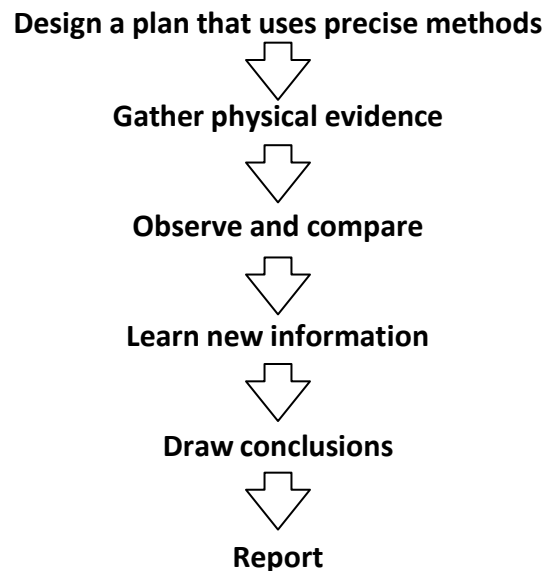 Design a plan that uses precise methods
Gather physical evidence
Observe and compare
Learn new information
Draw conclusions
Report